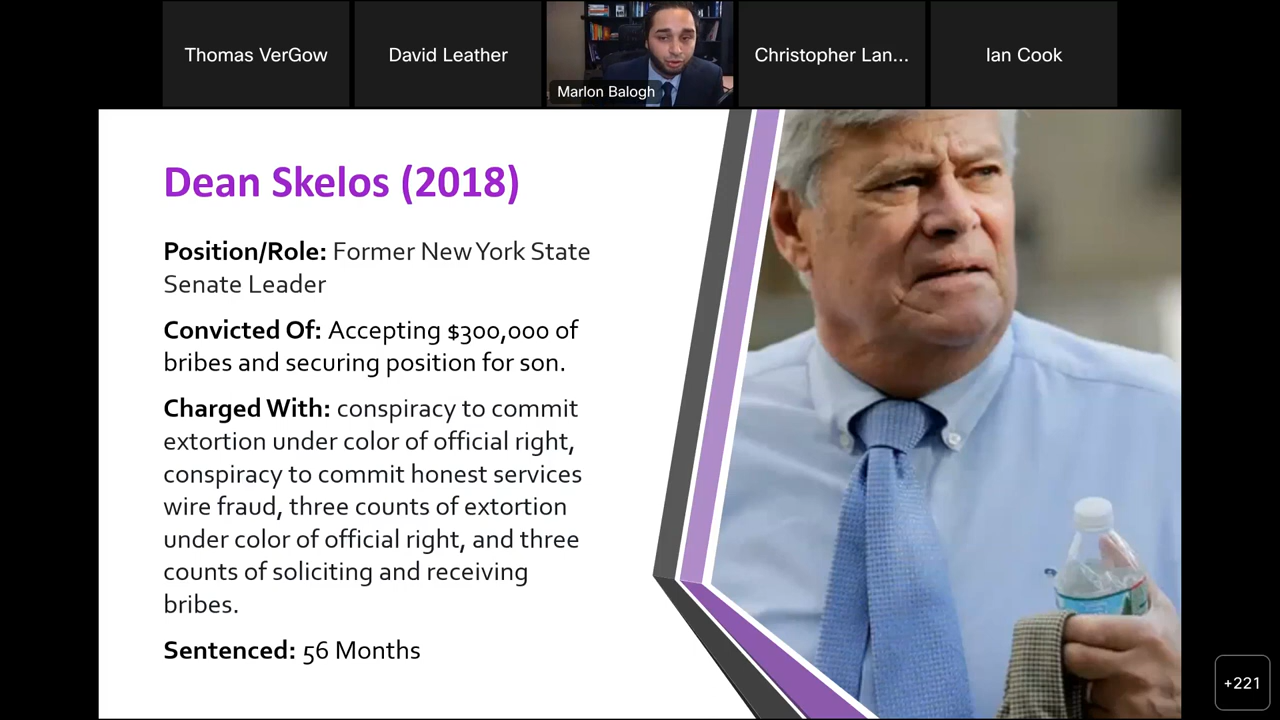 Thomas VerGow
David Leather
Marlon Balogh
Christopher Lan...
Ian Cook
Dean Skelos (2018)
Position/Role: Former New York State
Senate Leader
Convicted Of: Accepting $300,000 of
bribes and securing position for son.
Charged With: conspiracy to commit
extortion under color of official right,
conspiracy to commit honest services
wire fraud, three counts of extortion
under color of official right, and three
counts of soliciting and receiving
bribes.
Sentenced: 56 Months
+221